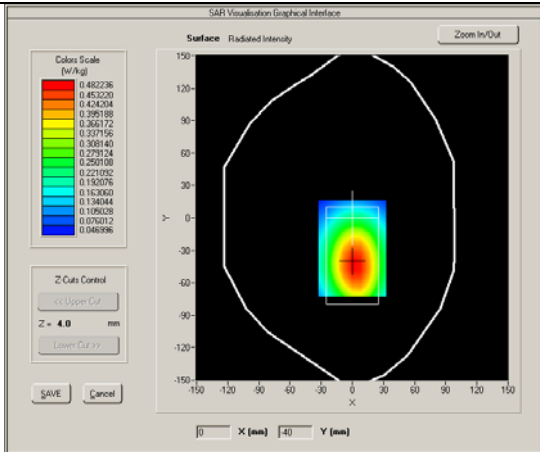 SAR Visualisation Graphical Interface
Surface Radiated Intensity
Zoom In/Out
Colors Scale
(W/kg)
0.482236
0.453220
0.424204
0.395188
0.366172
0.337156
0.308140
0.279124
0.250108
0.221092
0.192076
0.163060
0.134044
0.105028
0.076012
0.046996
150
120
90
60
30
0
-30
-60
-90
-120
-150
Y
-150 -120 -90 -60 -30 0 30 60 90 120 150
X
Z-Cuts Control
<< Upper Cut
Z = 4.0 mm
Lower Cut >>
SAVE Cancel
0 X (mm) -40 Y (mm)